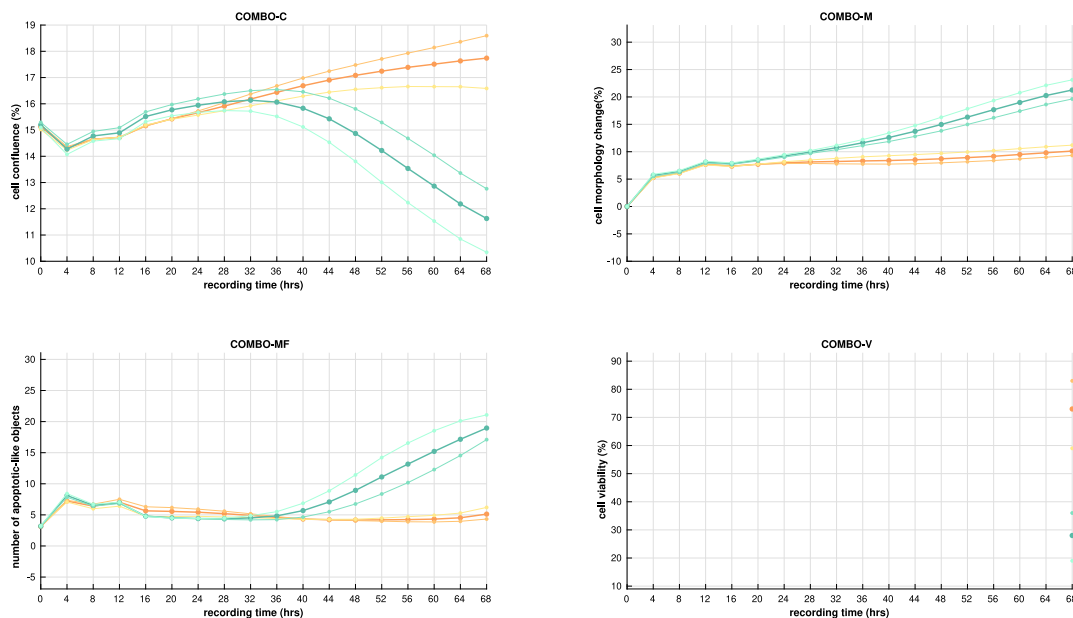 COMBO-C
cell confluence (%)
19
18
17
16
15
14
13
12
11
10
0 4 8 12 16 20 24 28 32 36 40 44 48 52 56 60 64 68
recording time (hrs)
COMBO-M
cell morphology change(%)
30
25
20
15
10
5
0
-5
-10
0 4 8 12 16 20 24 28 32 36 40 44 48 52 56 60 64 68
recording time (hrs)
COMBO-MF
number of apoptotic-like objects
30
25
20
15
10
5
0
-5
0 4 8 12 16 20 24 28 32 36 40 44 48 52 56 60 64 68
recording time (hrs)
COMBO-V
cell viability (%)
90
80
70
60
50
40
30
20
10
0 4 8 12 16 20 24 28 32 36 40 44 48 52 56 60 64 68
recording time (hrs)